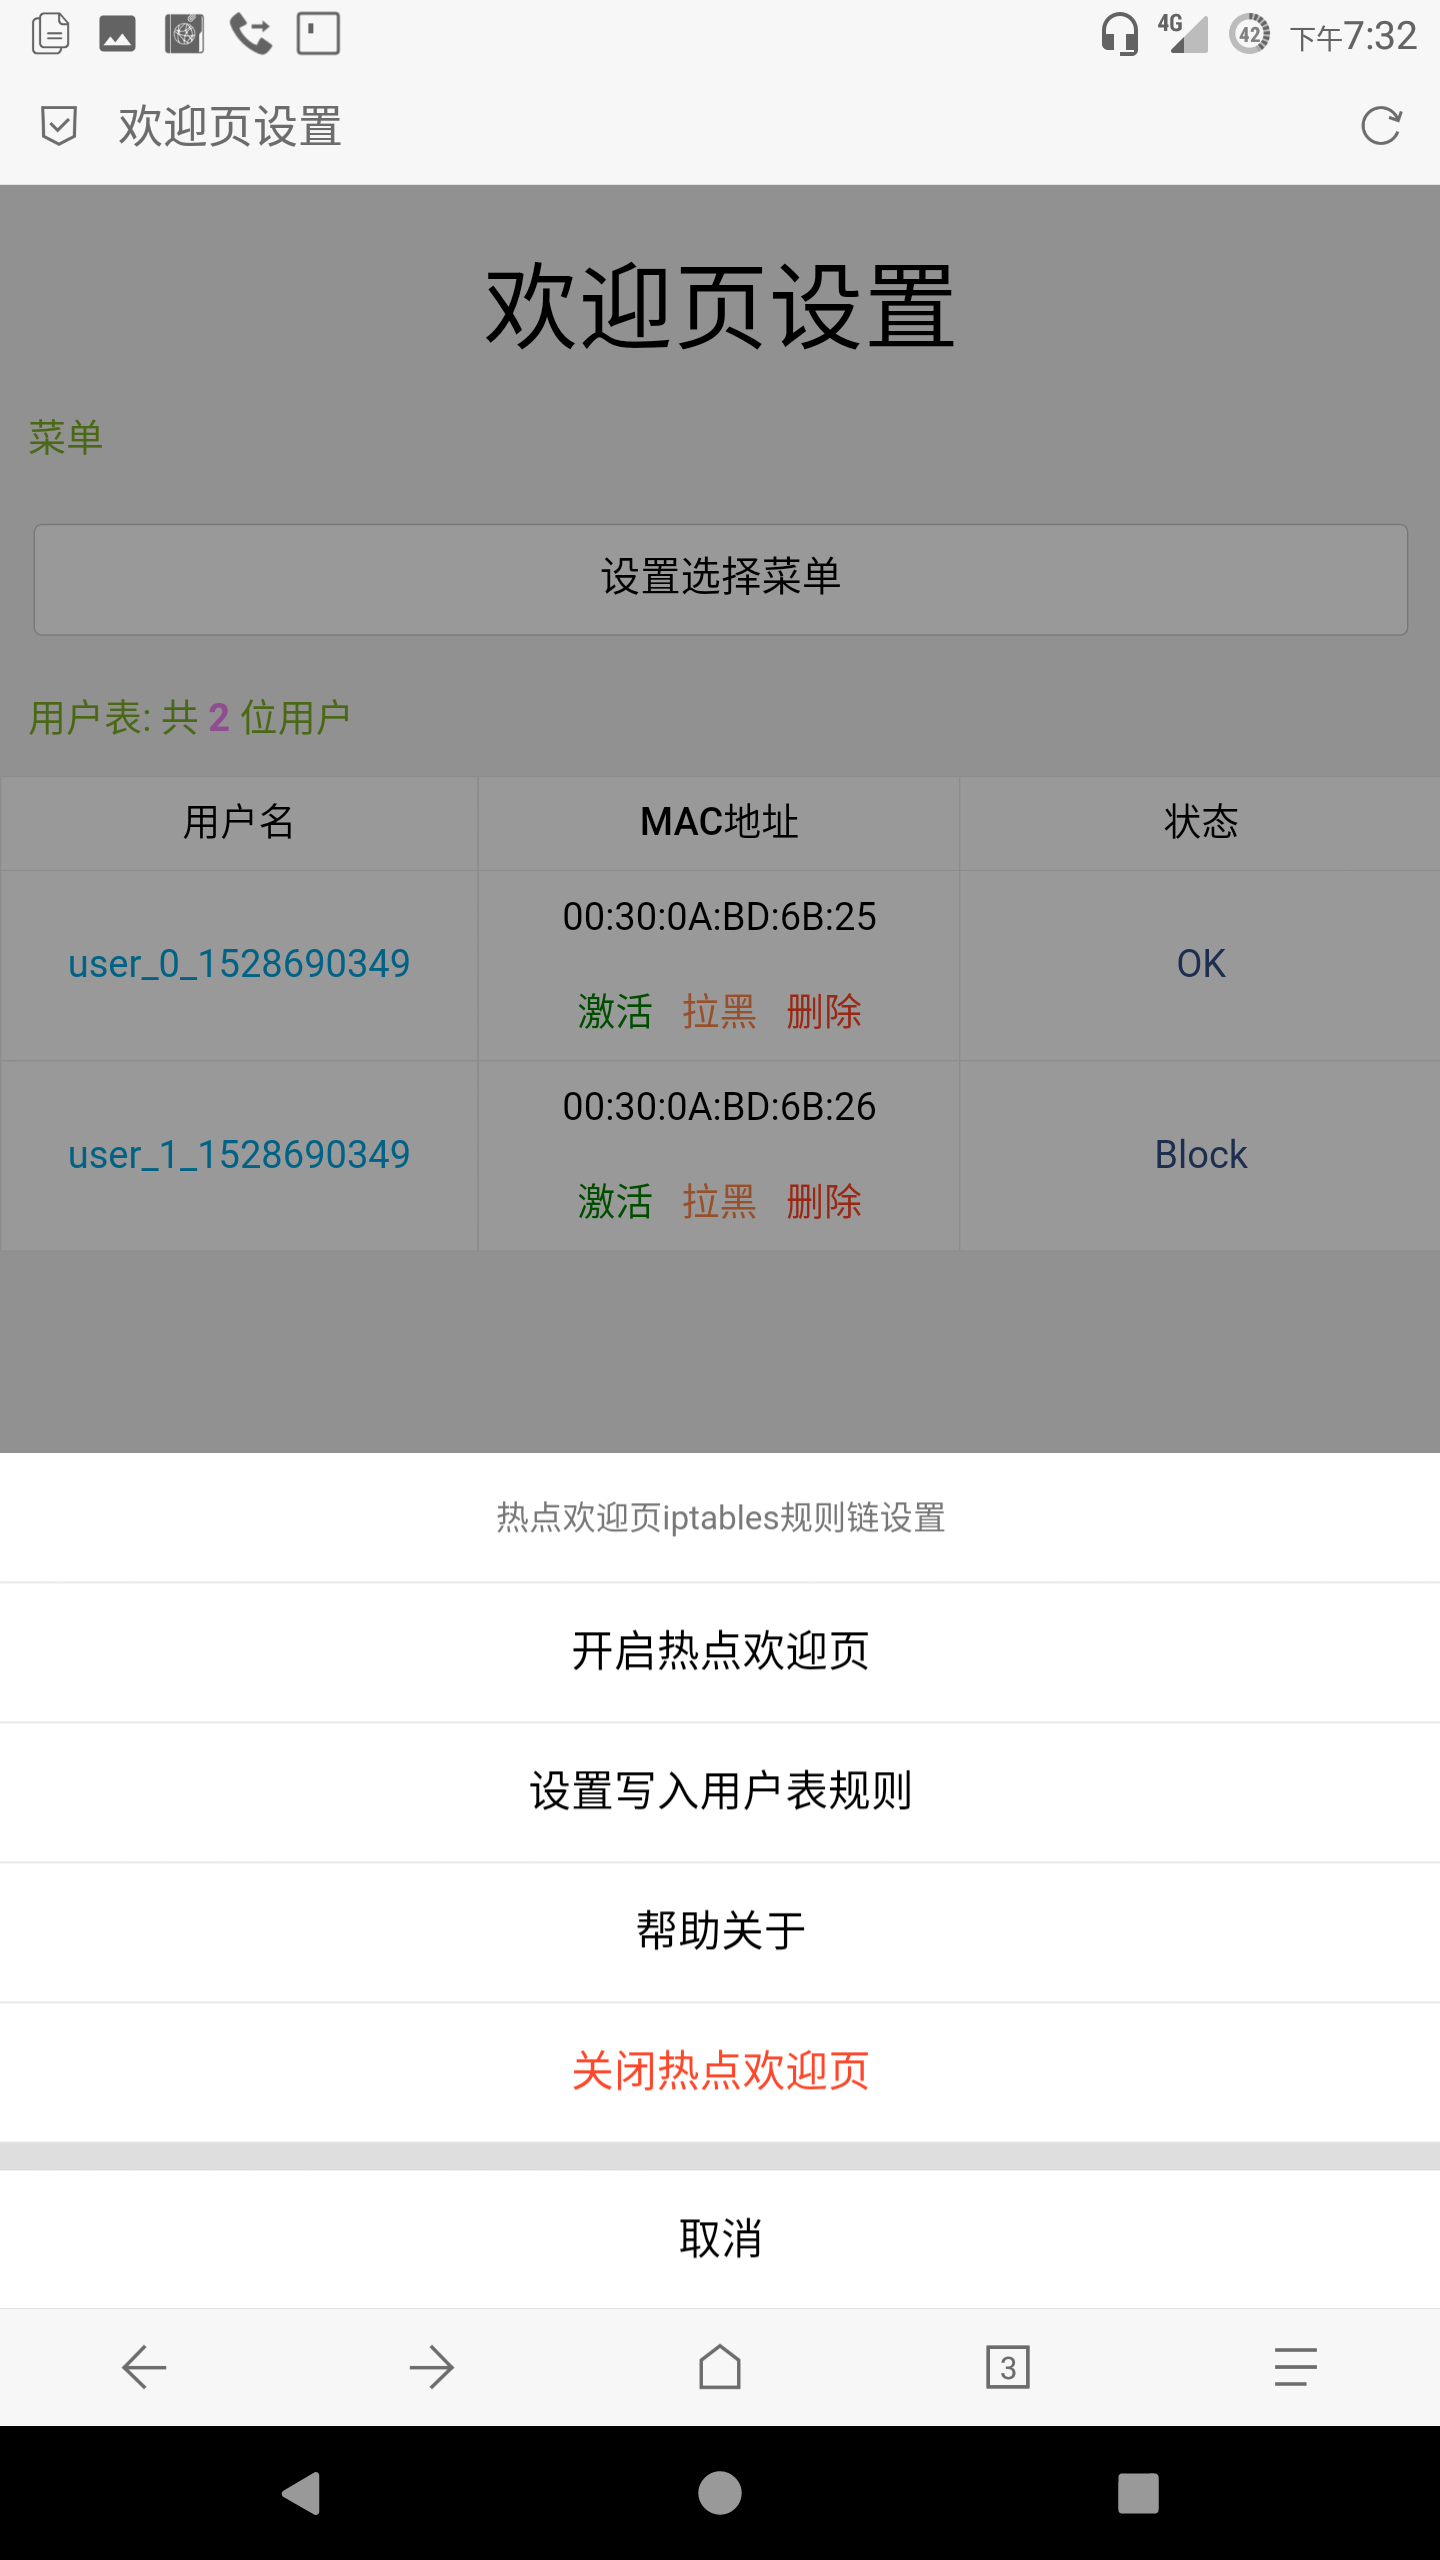 4G 42 下午7:32
欢迎页设置
欢迎页设置
菜单
设置选择菜单
用户表: 共 2 位用户
用户名 MAC地址 状态
00:30:0A:BD:6B:25
user_0_1528690349 OK
激活 拉黑 删除
00:30:0A:BD:6B:26
user_1_1528690349 Block
激活 拉黑 删除
热点欢迎页iptables规则链设置
开启热点欢迎页
设置写入用户表规则
帮助关于
关闭热点欢迎页
取消
3